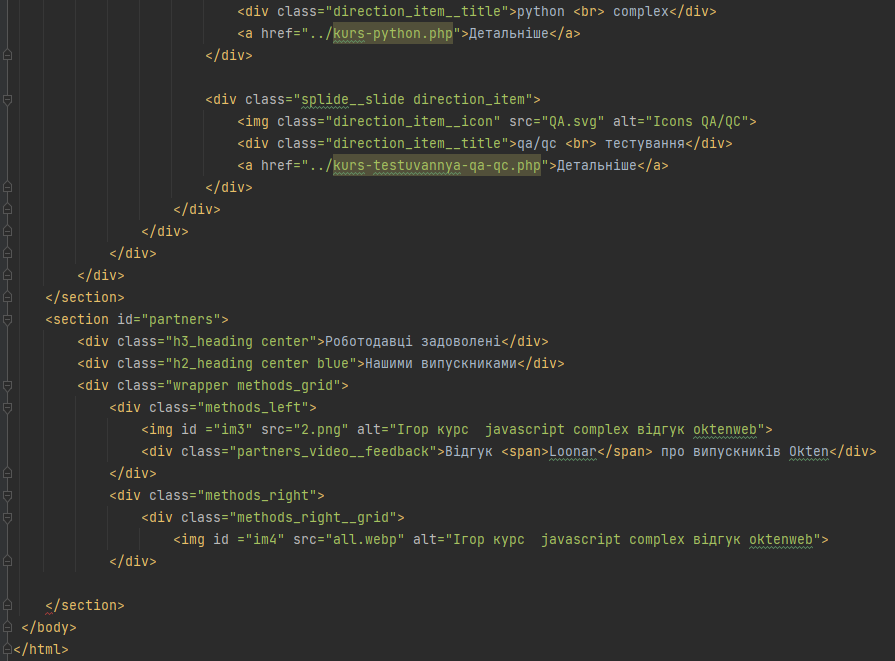 <div class="direction_item__title">python <br> complex</div>
<a href="../kurs-python.php">Детальніше</a>
</div>
<div class="splide__slide direction_item">
<img class="direction_item__icon" src="QA.svg" alt="Icons QA/QC">
<div class="direction_item__title">qa/qc <br> тестування</div>
<a href="../kurs-testuvannya-qa-qc.php">Детальніше</a>
</div>
</div>
</div>
</div>
</div>
</section>
<section id="partners">
<div class="h3_heading center">Роботодавці задоволені</div>
<div class="h2_heading center blue">Нашими випускниками</div>
<div class="wrapper methods_grid">
<div class="methods_left">
<img id ="im3" src="2.png" alt="Ігор курс  javascript complex відгук oktenweb">
<div class="partners_video__feedback">Відгук <span>Loonar</span> про випускників Okten</div>
</div>
<div class="methods_right">
<div class="methods_right__grid">
<img id ="im4" src="all.webp" alt="Ігор курс  javascript complex відгук oktenweb">
</div>
</section>
</body>
</html>